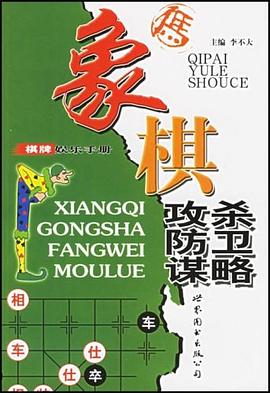 傌
主编 李不大
QIPAI
YULE
SHOUCE
象棋
棋牌娱乐手册
XIANGQI
GONGSHA
FANGWEI
MOULUE
攻杀
防卫
谋略
世界图书出版公司
相
车
车
仕
仕
卒